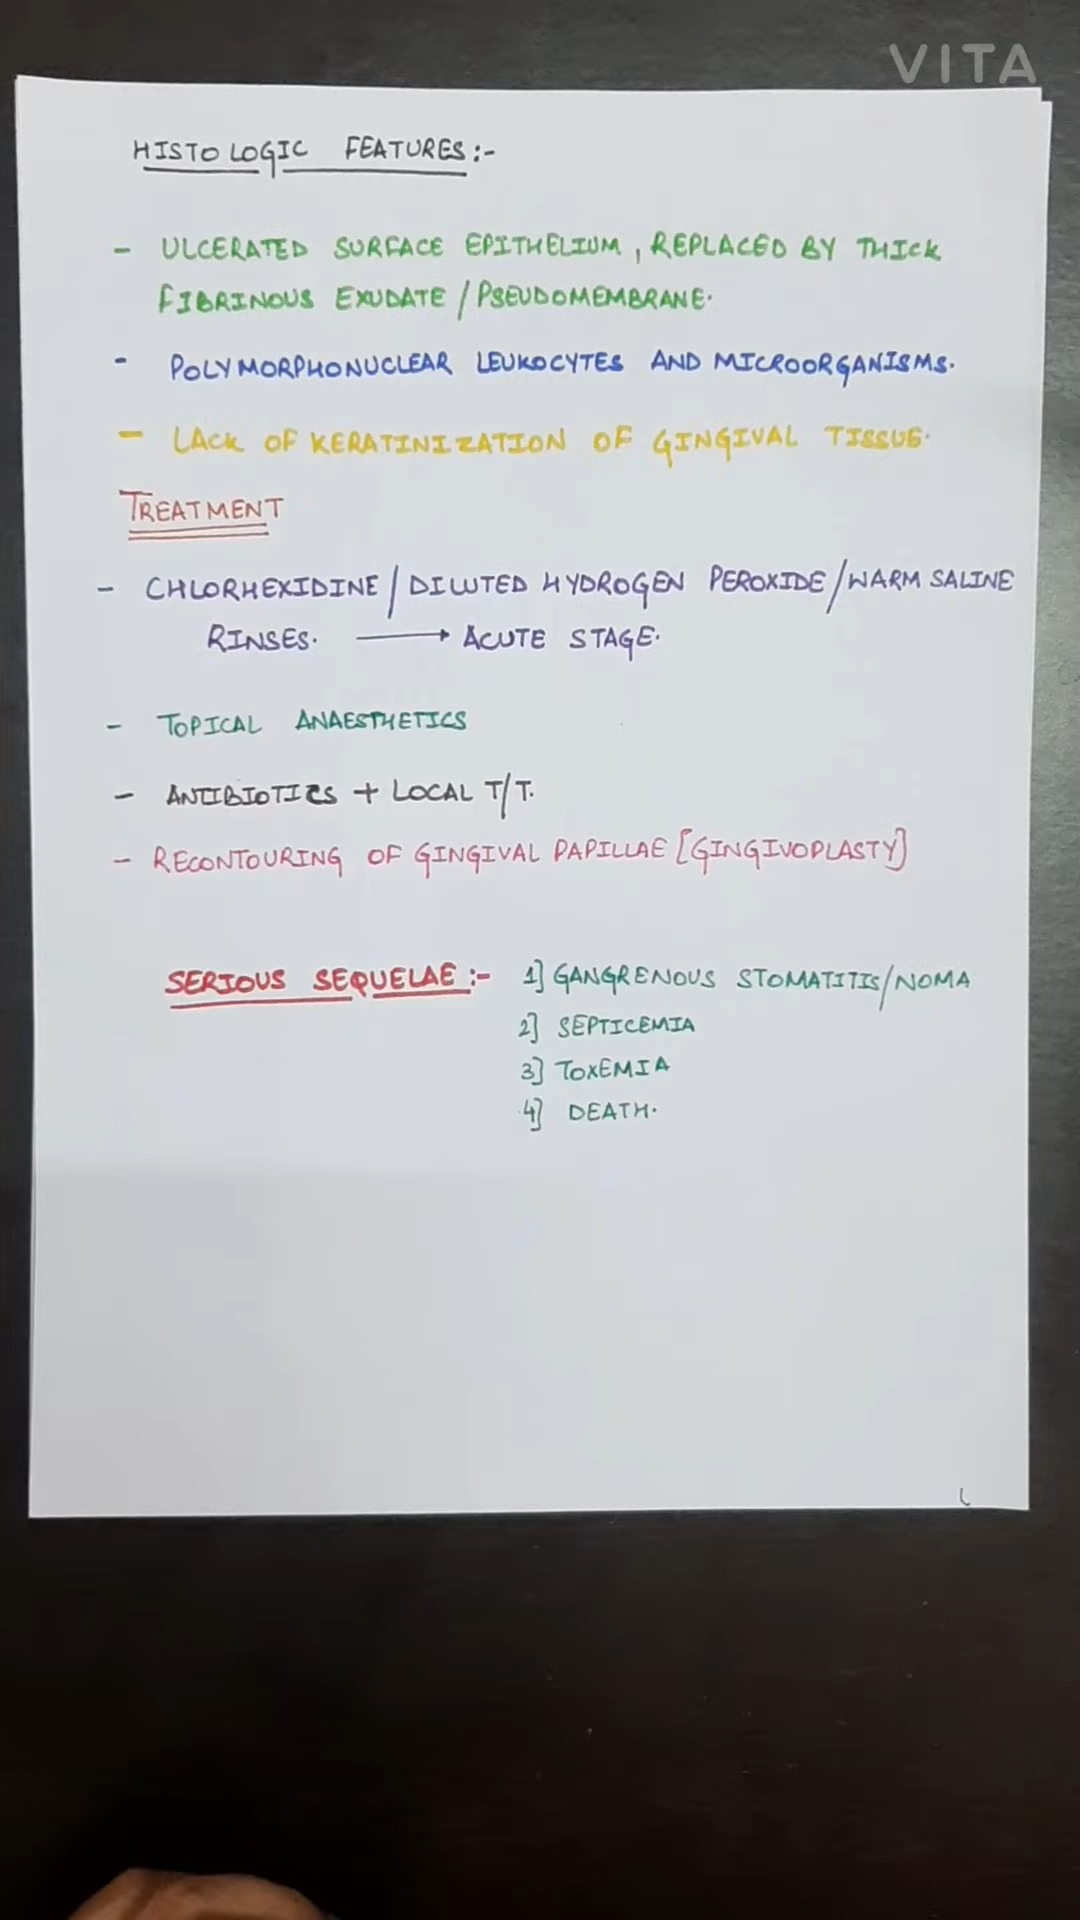 VITA
HISTOLOGIC FEATURES:-
- ULCERATED SURFACE EPITHELIUM, REPLACED BY THICK
FIBRINOUS EXUDATE/PSEUDOMEMBRANE.
- POLYMORPHONUCLEAR LEUKOCYTES AND MICROORGANISMS.
- LACK OF KERATINIZATION OF GINGIVAL TISSUE.
TREATMENT
- CHLORHEXIDINE/DILUTED HYDROGEN PEROXIDE/WARM SALINE
RINSES. → ACUTE STAGE.
- TOPICAL ANAESTHETICS
- ANTIBIOTICS + LOCAL T/T.
- RECONTOURING OF GINGIVAL PAPILLAE [GINGIVOPLASTY]
SERIOUS SEQUELAE:- 1] GANGRENOUS STOMATITIS/NOMA
2] SEPTICEMIA
3] TOXEMIA
4] DEATH.